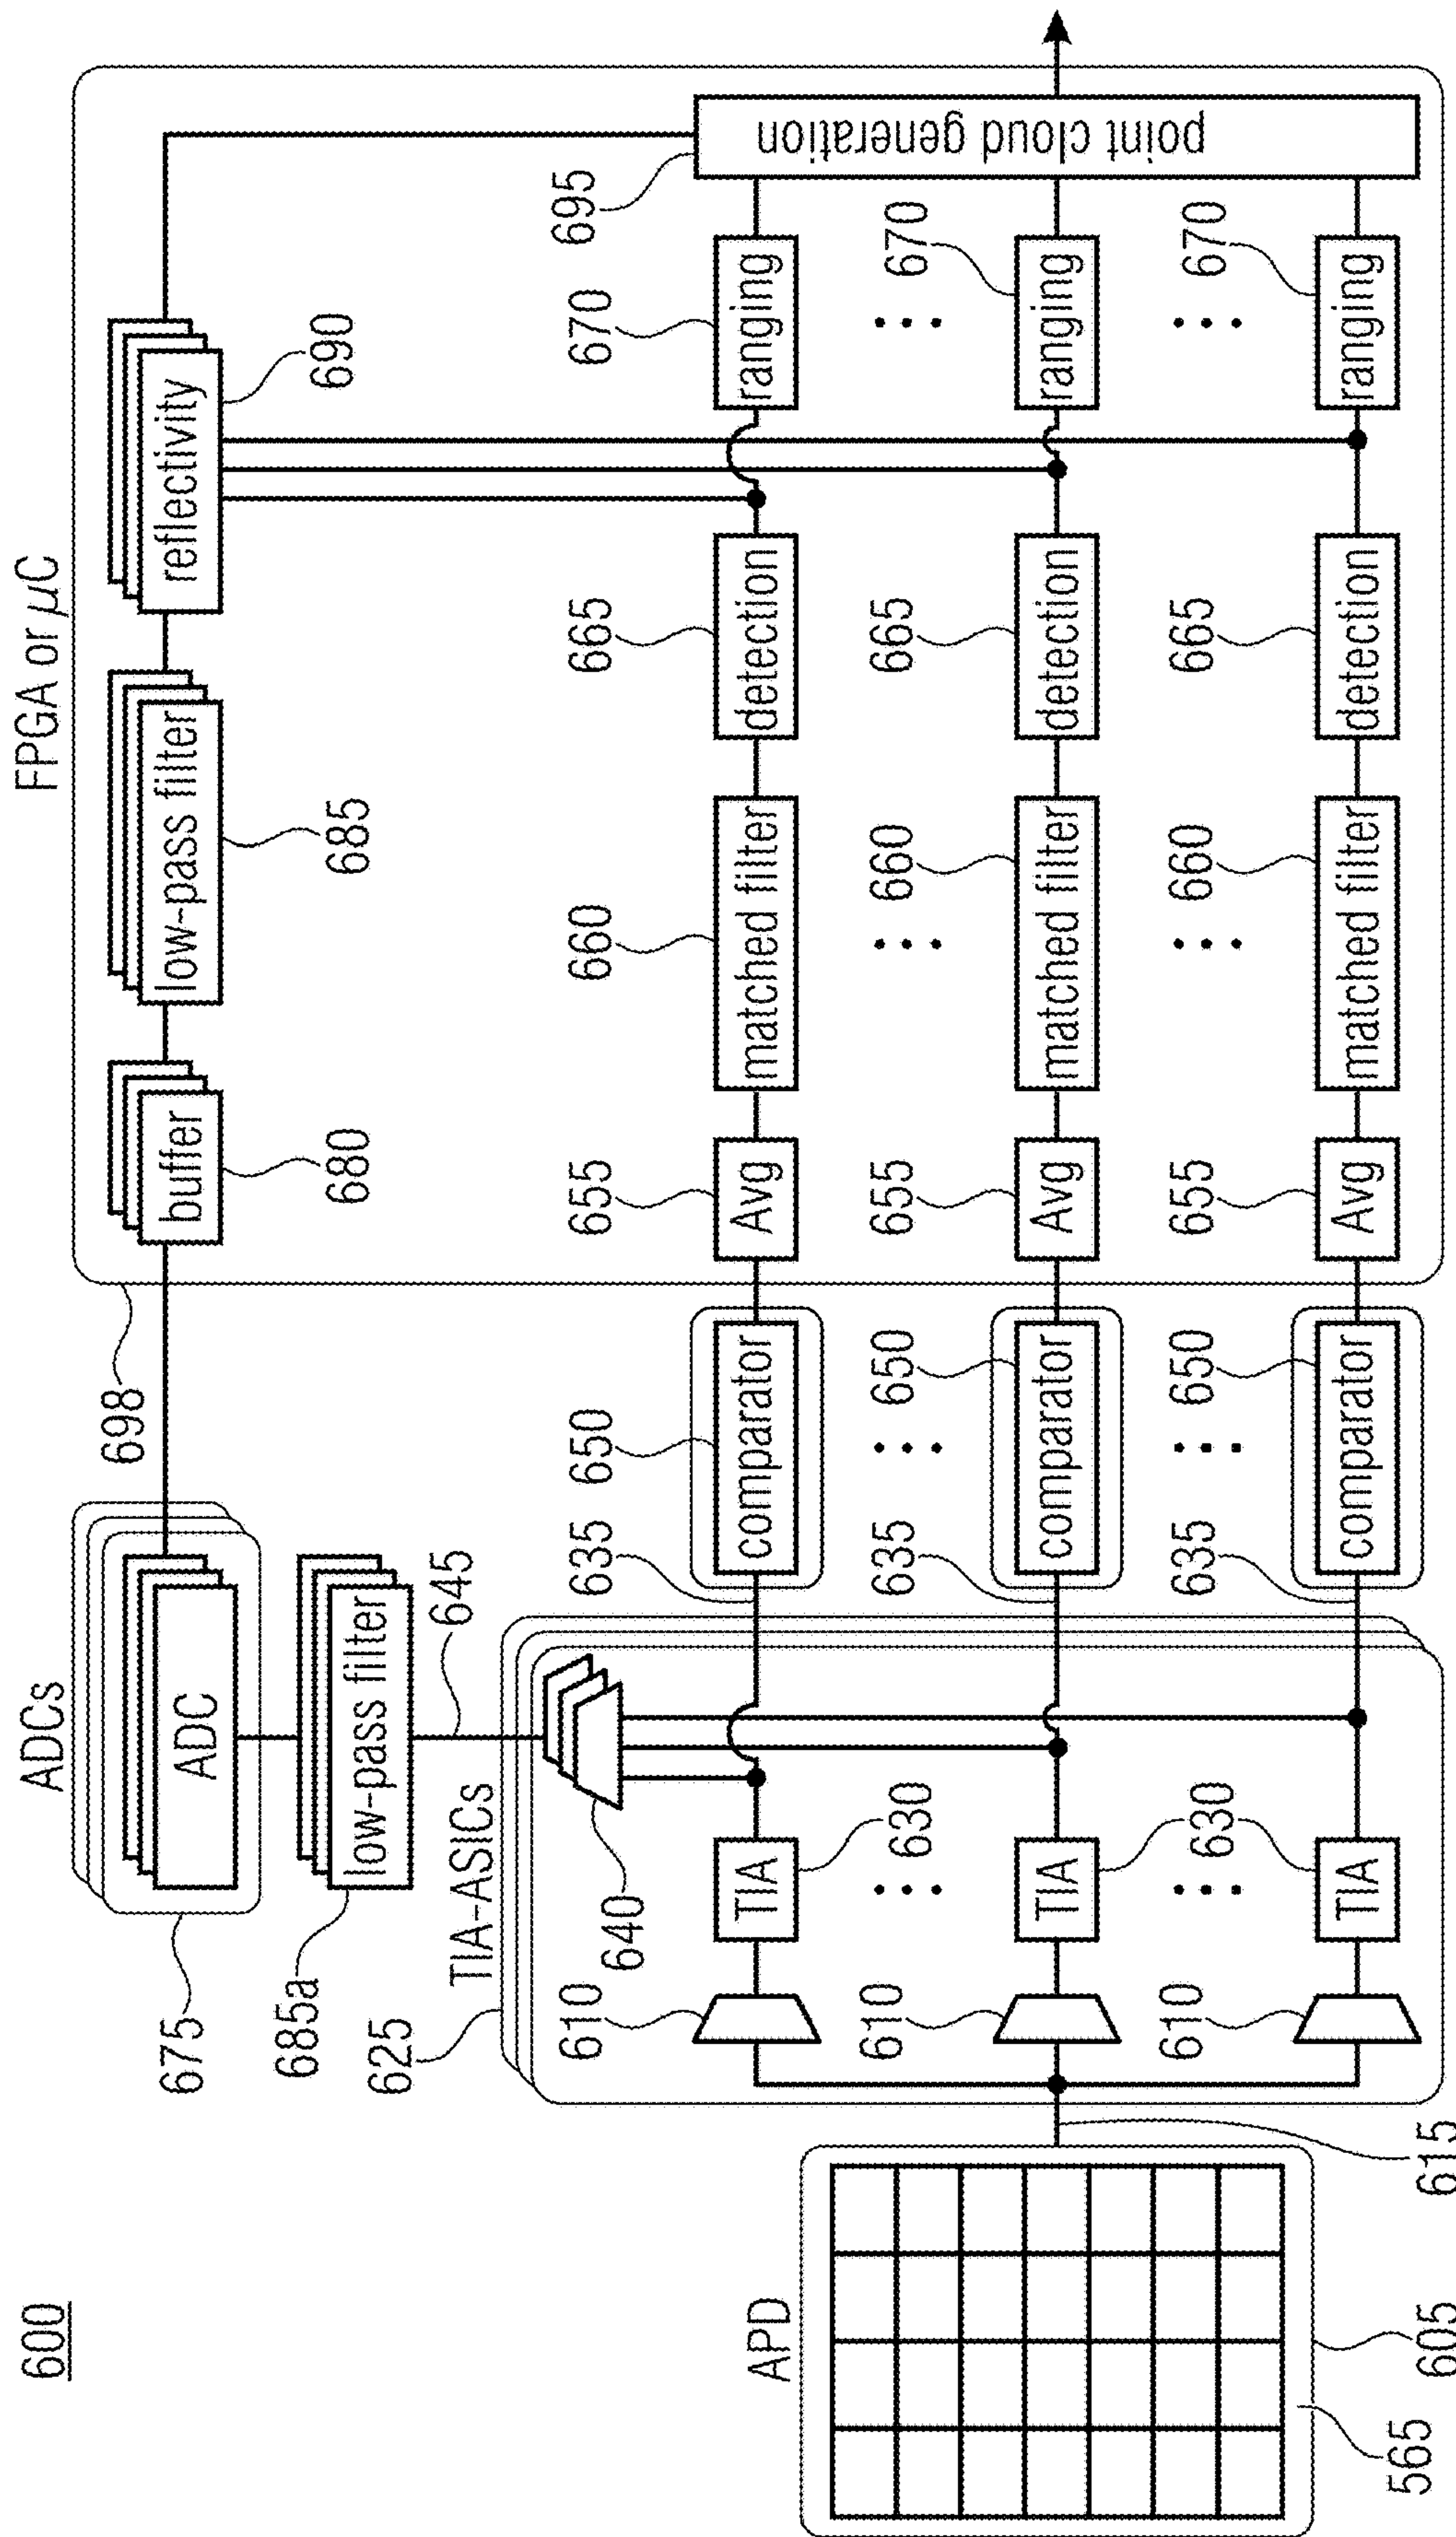 600
FPGA or μC
ADCs
ADC
675
698
buffer
680
low-pass filter
685
reflectivity
690
low-pass filter
685a
645
TIA-ASICs
625
640
695
point cloud generation
APD
565
605
615
610
TIA
630
635
comparator
650
Avg
655
matched filter
660
detection
665
ranging
670
610
TIA
635
comparator
650
Avg
655
matched filter
660
detection
665
ranging
670
610
TIA
630
635
comparator
650
Avg
655
matched filter
660
detection
665
ranging
670